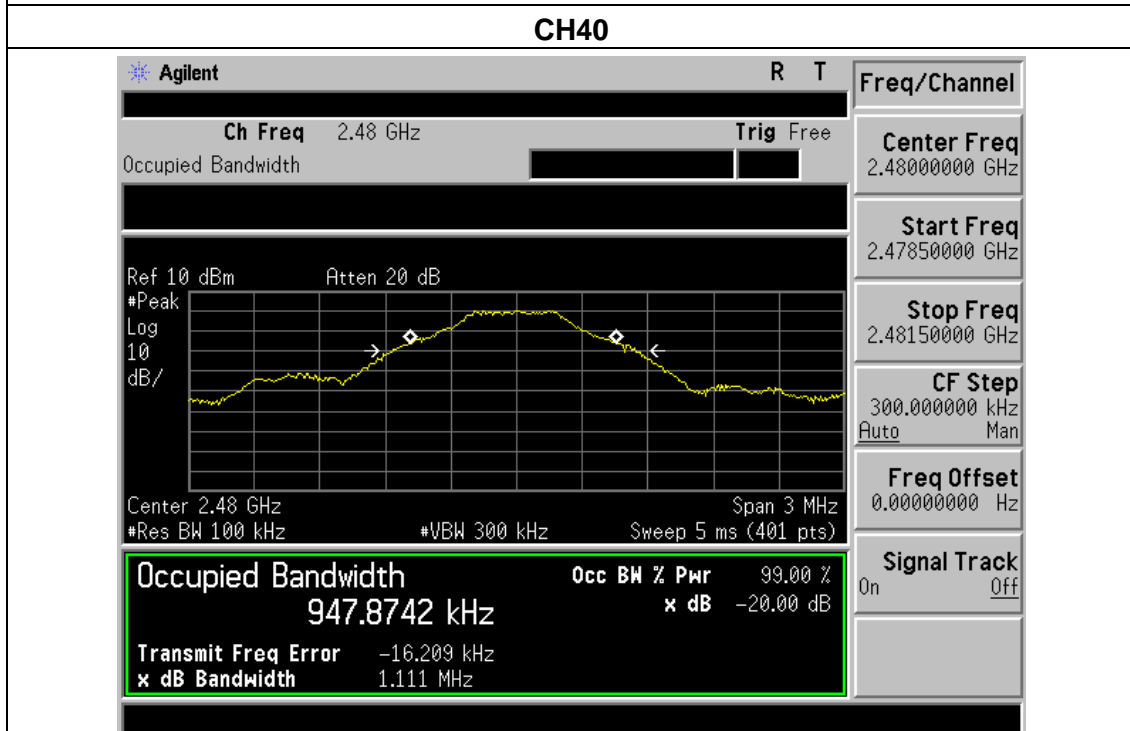 CH40
Agilent R T
Ch Freq 2.48 GHz Trig Free
Occupied Bandwidth
Ref 10 dBm Atten 20 dB
#Peak
Log
10
dB/
Center 2.48 GHz Span 3 MHz
#Res BW 100 kHz #VBW 300 kHz Sweep 5 ms (401 pts)
Occupied Bandwidth Occ BW % Pwr 99.00 %
947.8742 kHz x dB -20.00 dB
Transmit Freq Error -16.209 kHz
x dB Bandwidth 1.111 MHz
Freq/Channel
Center Freq
2.48000000 GHz
Start Freq
2.47850000 GHz
Stop Freq
2.48150000 GHz
CF Step
300.000000 kHz
Auto Man
Freq Offset
0.00000000 Hz
Signal Track
On Off